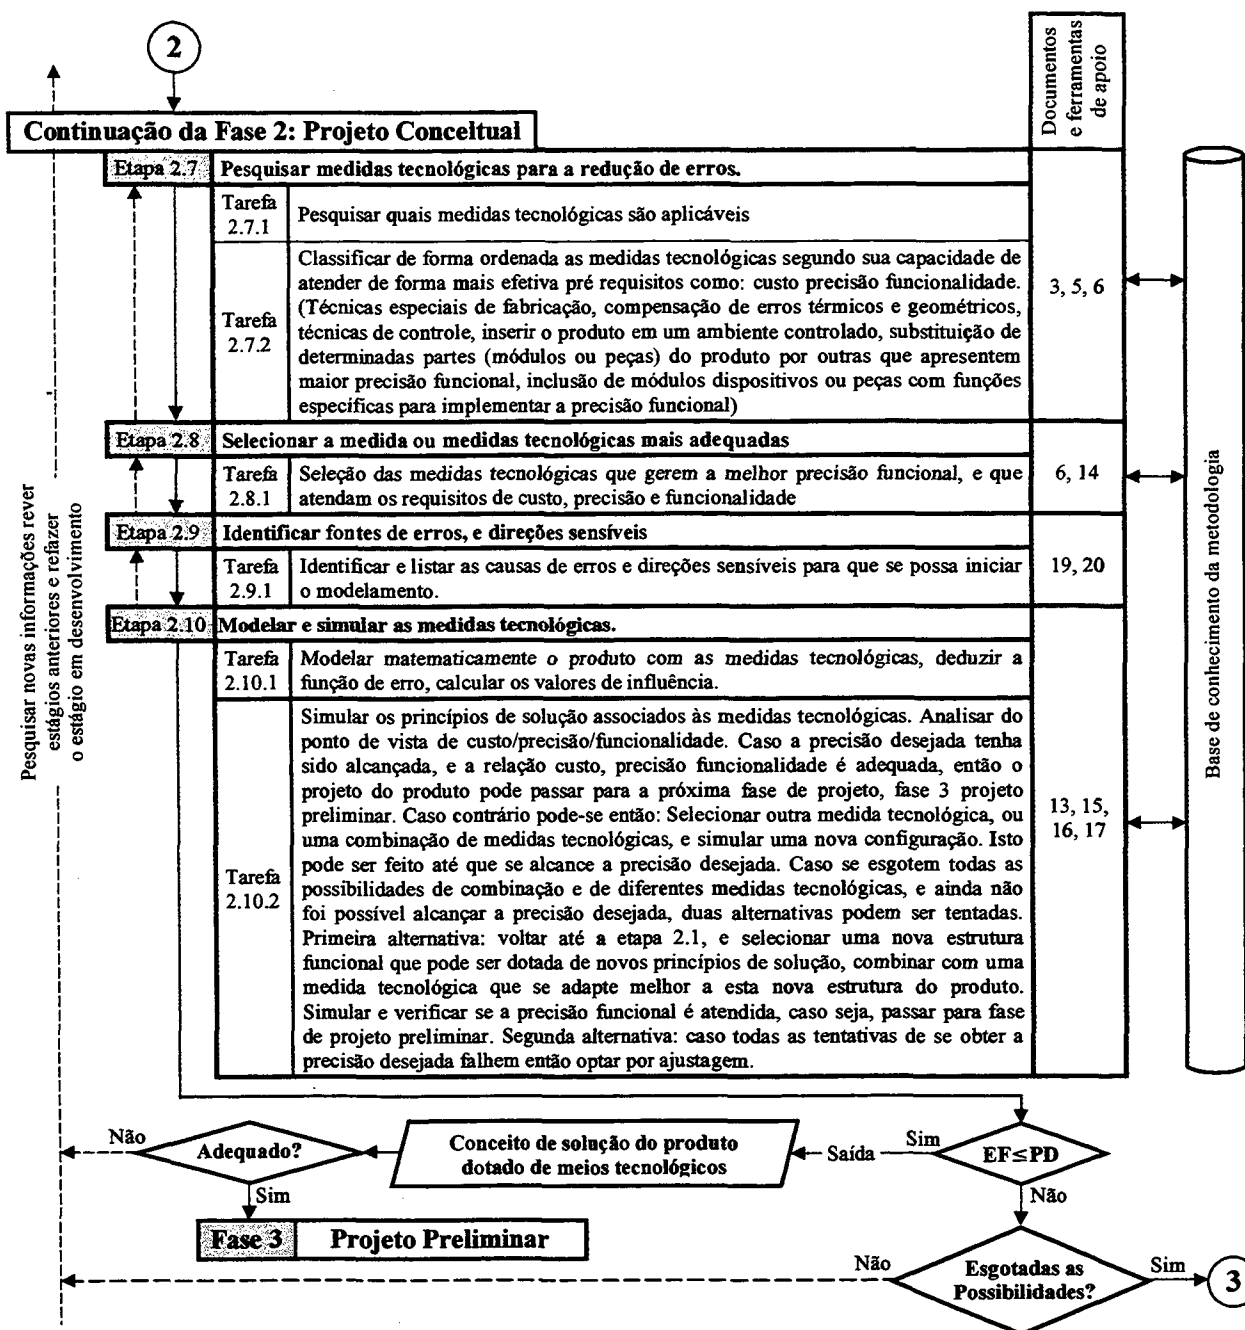 2
Documentos
e ferramentas
de apoio
Continuação da Fase 2: Projeto Conceitual
Etapa 2.7
Pesquisar medidas tecnológicas para a redução de erros.
Tarefa
2.7.1
Pesquisar quais medidas tecnológicas são aplicáveis
Tarefa
2.7.2
Classificar de forma ordenada as medidas tecnológicas segundo sua capacidade de
atender de forma mais efetiva pré requisitos como: custo precisão funcionalidade.
(Técnicas especiais de fabricação, compensação de erros térmicos e geométricos,
técnicas de controle, inserir o produto em um ambiente controlado, substituição de
determinadas partes (módulos ou peças) do produto por outras que apresentem
maior precisão funcional, inclusão de módulos dispositivos ou peças com funções
específicas para implementar a precisão funcional)
3, 5, 6
Etapa 2.8
Selecionar a medida ou medidas tecnológicas mais adequadas
Tarefa
2.8.1
Seleção das medidas tecnológicas que gerem a melhor precisão funcional, e que
atendam os requisitos de custo, precisão e funcionalidade
6, 14
Etapa 2.9
Identificar fontes de erros, e direções sensíveis
Tarefa
2.9.1
Identificar e listar as causas de erros e direções sensíveis para que se possa iniciar
o modelamento.
19, 20
Etapa 2.10
Modelar e simular as medidas tecnológicas.
Tarefa
2.10.1
Modelar matematicamente o produto com as medidas tecnológicas, deduzir a
função de erro, calcular os valores de influência.
Tarefa
2.10.2
Simular os princípios de solução associados às medidas tecnológicas. Analisar do
ponto de vista de custo/precisão/funcionalidade. Caso a precisão desejada tenha
sido alcançada, e a relação custo, precisão funcionalidade é adequada, então o
projeto do produto pode passar para a próxima fase de projeto, fase 3 projeto
preliminar. Caso contrário pode-se então: Selecionar outra medida tecnológica, ou
uma combinação de medidas tecnológicas, e simular uma nova configuração. Isto
pode ser feito até que se alcance a precisão desejada. Caso se esgotem todas as
possibilidades de combinação e de diferentes medidas tecnológicas, e ainda não
foi possível alcançar a precisão desejada, duas alternativas podem ser tentadas.
Primeira alternativa: voltar até a etapa 2.1, e selecionar uma nova estrutura
funcional que pode ser dotada de novos princípios de solução, combinar com uma
medida tecnológica que se adapte melhor a esta nova estrutura do produto.
Simular e verificar se a precisão funcional é atendida, caso seja, passar para fase
de projeto preliminar. Segunda alternativa: caso todas as tentativas de se obter a
precisão desejada falhem então optar por ajustagem.
13, 15,
16, 17
Base de conhecimento da metodologia
Pesquisar novas informações rever
estágios anteriores e refazer
o estágio em desenvolvimento
Não
Adequado?
Conceito de solução do produto
dotado de meios tecnológicos
Saída
Sim
EF≤PD
Sim
Não
Fase 3
Projeto Preliminar
Não
Esgotadas as
Possibilidades?
Sim
3